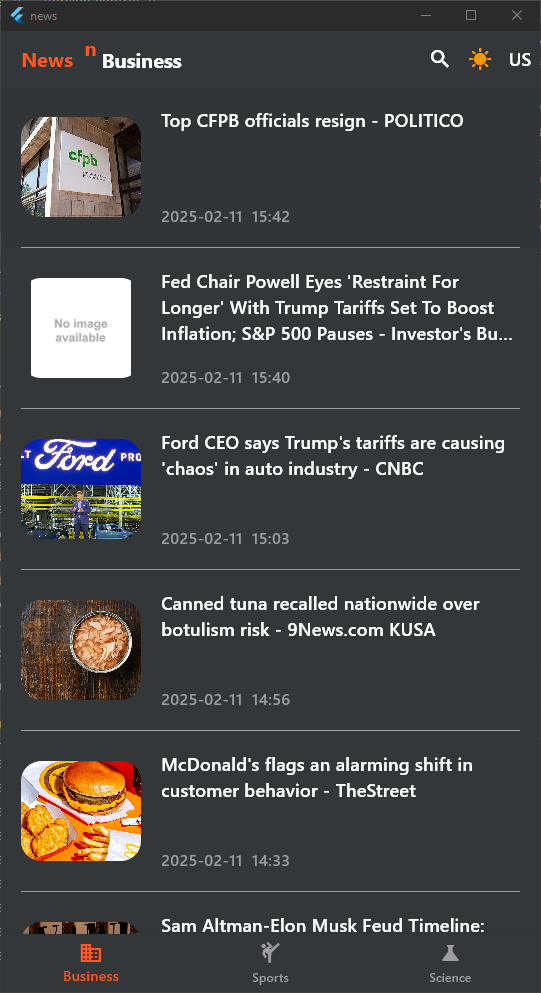 news
News
n
Business
US
Top CFPB officials resign - POLITICO
cfpb
2025-02-11 15:42
No image
available
Fed Chair Powell Eyes 'Restraint For
Longer' With Trump Tariffs Set To Boost
Inflation; S&P 500 Pauses - Investor's Bu...
2025-02-11 15:40
Ford
PRO
Ford CEO says Trump's tariffs are causing
'chaos' in auto industry - CNBC
2025-02-11 15:03
Canned tuna recalled nationwide over
botulism risk - 9News.com KUSA
2025-02-11 14:56
McDonald's flags an alarming shift in
customer behavior - TheStreet
2025-02-11 14:33
Sam Altman-Elon Musk Feud Timeline:
Business
Sports
Science